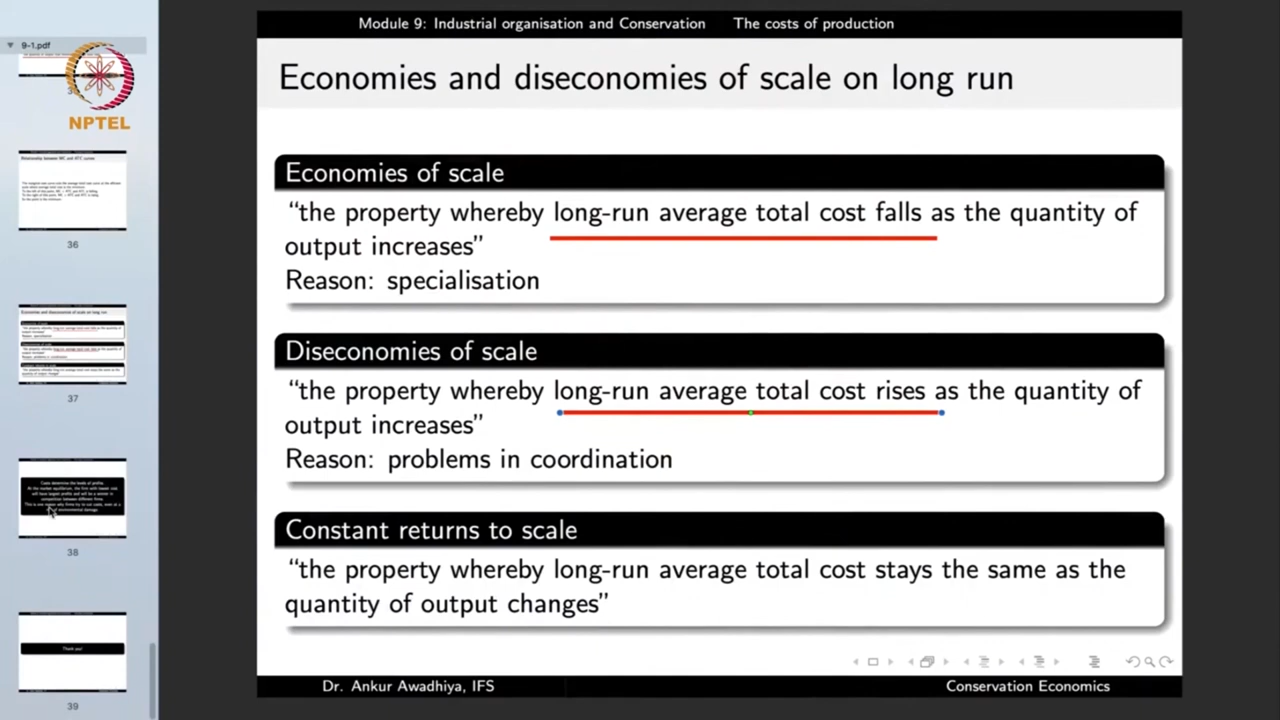 Module 9: Industrial organisation and Conservation The costs of production
9-1.pdf
NPTEL
Economies and diseconomies of scale on long run
Economies of scale
“the property whereby long-run average total cost falls as the quantity of
output increases”
Reason: specialisation
Diseconomies of scale
“the property whereby long-run average total cost rises as the quantity of
output increases”
Reason: problems in coordination
Constant returns to scale
“the property whereby long-run average total cost stays the same as the
quantity of output changes”
36
37
38
Thank you!
39
Dr. Ankur Awadhiya, IFS
Conservation Economics